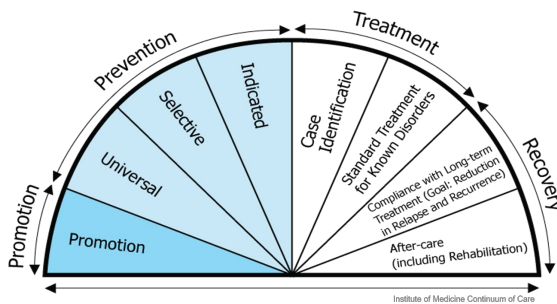 Prevention
Treatment
Promotion
Recovery
Promotion
Universal
Selective
Indicated
Case
Identification
Standard Treatment
for Known Disorders
Compliance with Long-term
Treatment (Goal: Reduction
in Relapse and Recurrence)
After-care
(including Rehabilitation)
Institute of Medicine Continuum of Care